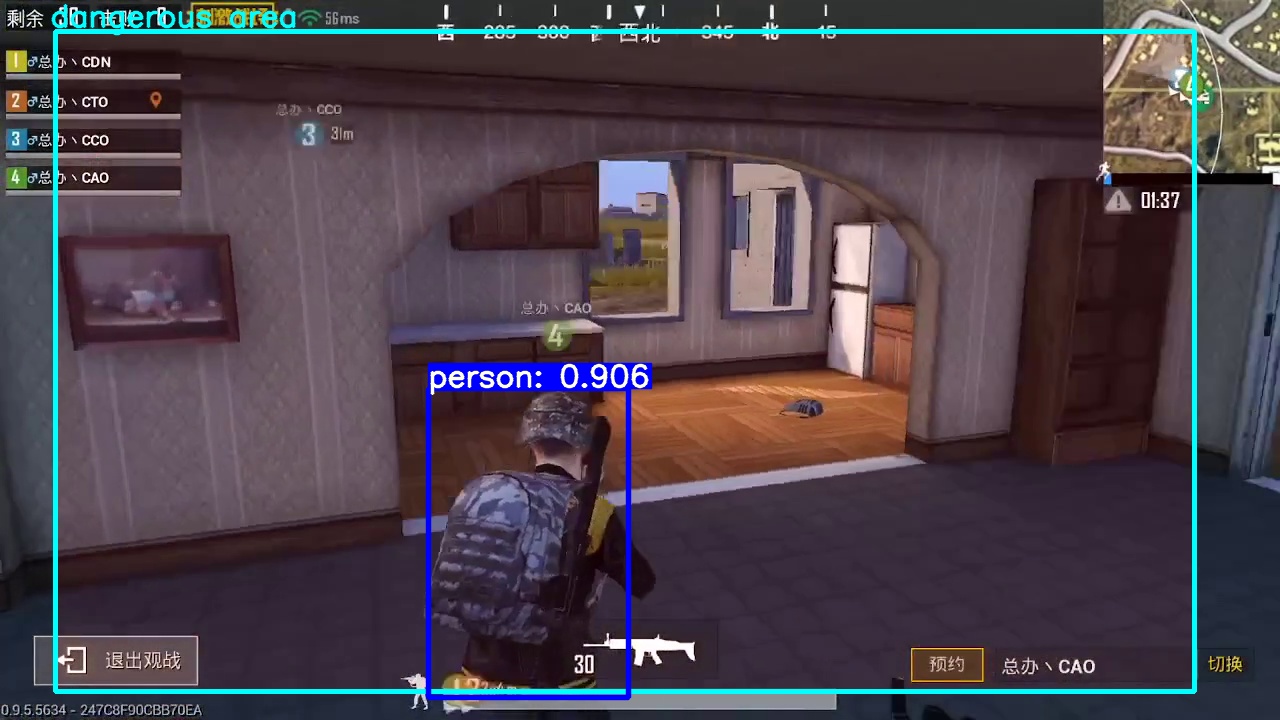 剩余
dangerous area
56ms
西 285 300 西北 345 北 15
1 总办丶CDN
2 总办丶CTO
3 总办丶CCO
4 总办丶CAO
总办丶CCO
3 31m
01:37
总办丶CAO
4
person: 0.906
30
退出观战
预约 总办丶CAO 切换
0.9.5.5634 - 247C8F90CBB70EA